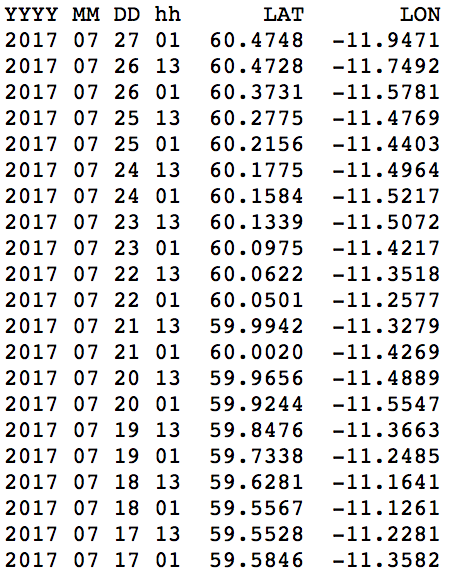 YYYY MM DD hh LAT LON
2017 07 27 01 60.4748 -11.9471
2017 07 26 13 60.4728 -11.7492
2017 07 26 01 60.3731 -11.5781
2017 07 25 13 60.2775 -11.4769
2017 07 25 01 60.2156 -11.4403
2017 07 24 13 60.1775 -11.4964
2017 07 24 01 60.1584 -11.5217
2017 07 23 13 60.1339 -11.5072
2017 07 23 01 60.0975 -11.4217
2017 07 22 13 60.0622 -11.3518
2017 07 22 01 60.0501 -11.2577
2017 07 21 13 59.9942 -11.3279
2017 07 21 01 60.0020 -11.4269
2017 07 20 13 59.9656 -11.4889
2017 07 20 01 59.9244 -11.5547
2017 07 19 13 59.8476 -11.3663
2017 07 19 01 59.7338 -11.2485
2017 07 18 13 59.6281 -11.1641
2017 07 18 01 59.5567 -11.1261
2017 07 17 13 59.5528 -11.2281
2017 07 17 01 59.5846 -11.3582